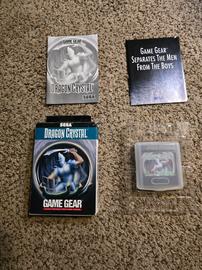 GAME GEAR
DRAGON CRYSTAL
SEGA
GAME GEAR
SEPARATES THE MEN
FROM THE BOYS
SEGA
DRAGON CRYSTAL
GAME GEAR